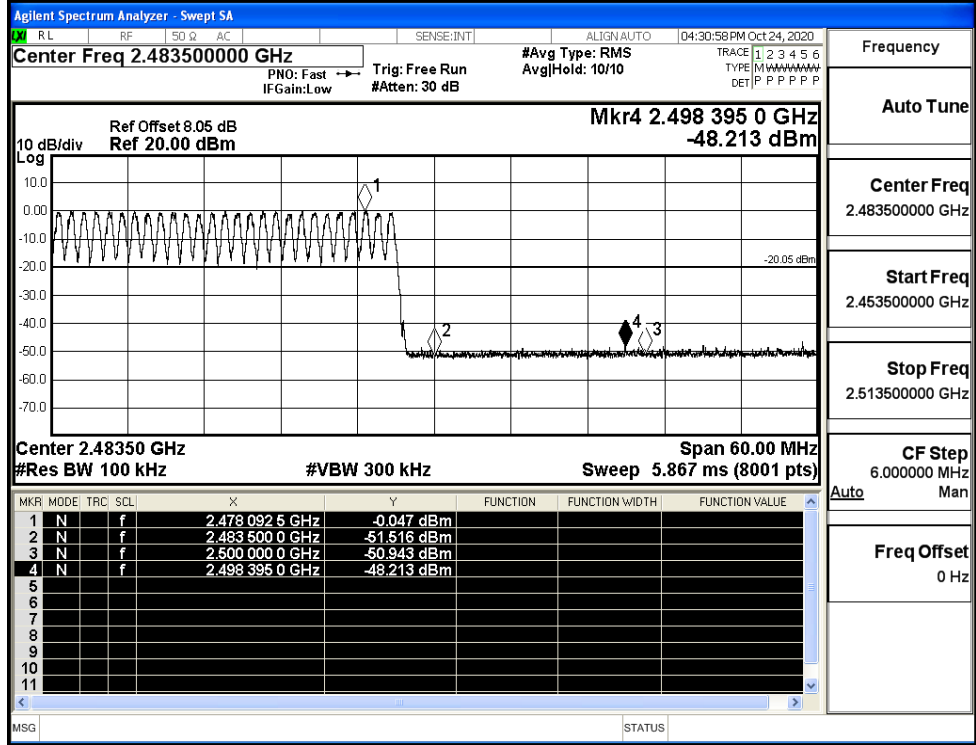 Agilent Spectrum Analyzer - Swept SA
LXI RL RF 50 Ω AC SENSE:INT ALIGN AUTO 04:30:58 PM Oct 24, 2020
Center Freq 2.483500000 GHz
PNO: Fast
IFGain:Low
Trig: Free Run
#Atten: 30 dB
#Avg Type: RMS
Avg|Hold: 10/10
TRACE 1 2 3 4 5 6
TYPE M W W W W W
DET P P P P P P
Ref Offset 8.05 dB
10 dB/div Ref 20.00 dBm
Log
Mkr4 2.498 395 0 GHz
-48.213 dBm
10.0
0.00
-10.0
-20.0
-30.0
-40.0
-50.0
-60.0
-70.0
1
2
4
3
-20.05 dBm
Center 2.48350 GHz Span 60.00 MHz
#Res BW 100 kHz #VBW 300 kHz Sweep 5.867 ms (8001 pts)
MKR MODE TRC SCL X Y FUNCTION FUNCTION WIDTH FUNCTION VALUE
1 N f 2.478 092 5 GHz -0.047 dBm
2 N f 2.483 500 0 GHz -51.516 dBm
3 N f 2.500 000 0 GHz -50.943 dBm
4 N f 2.498 395 0 GHz -48.213 dBm
5
6
7
8
9
10
11
MSG STATUS
Frequency
Auto Tune
Center Freq
2.483500000 GHz
Start Freq
2.453500000 GHz
Stop Freq
2.513500000 GHz
CF Step
6.000000 MHz
Auto Man
Freq Offset
0 Hz